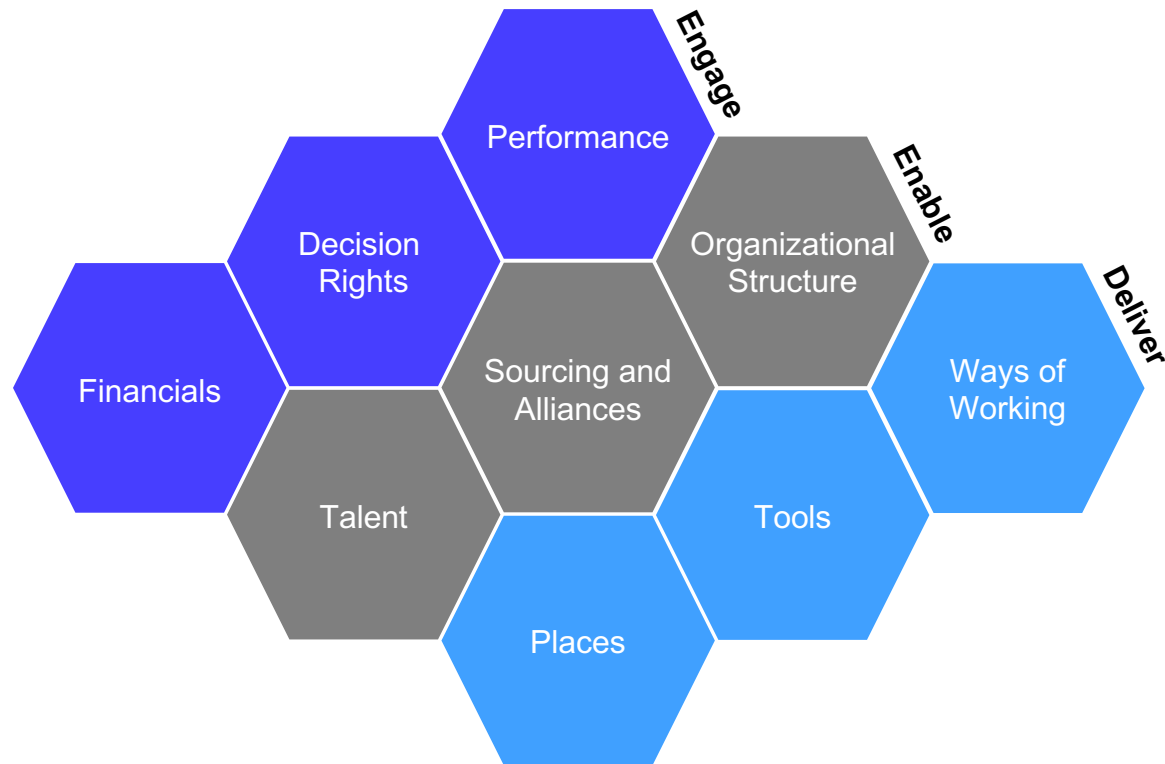 Engage
Performance
Enable
Decision
Rights
Organizational
Structure
Deliver
Financials
Sourcing and
Alliances
Ways of
Working
Talent
Tools
Places